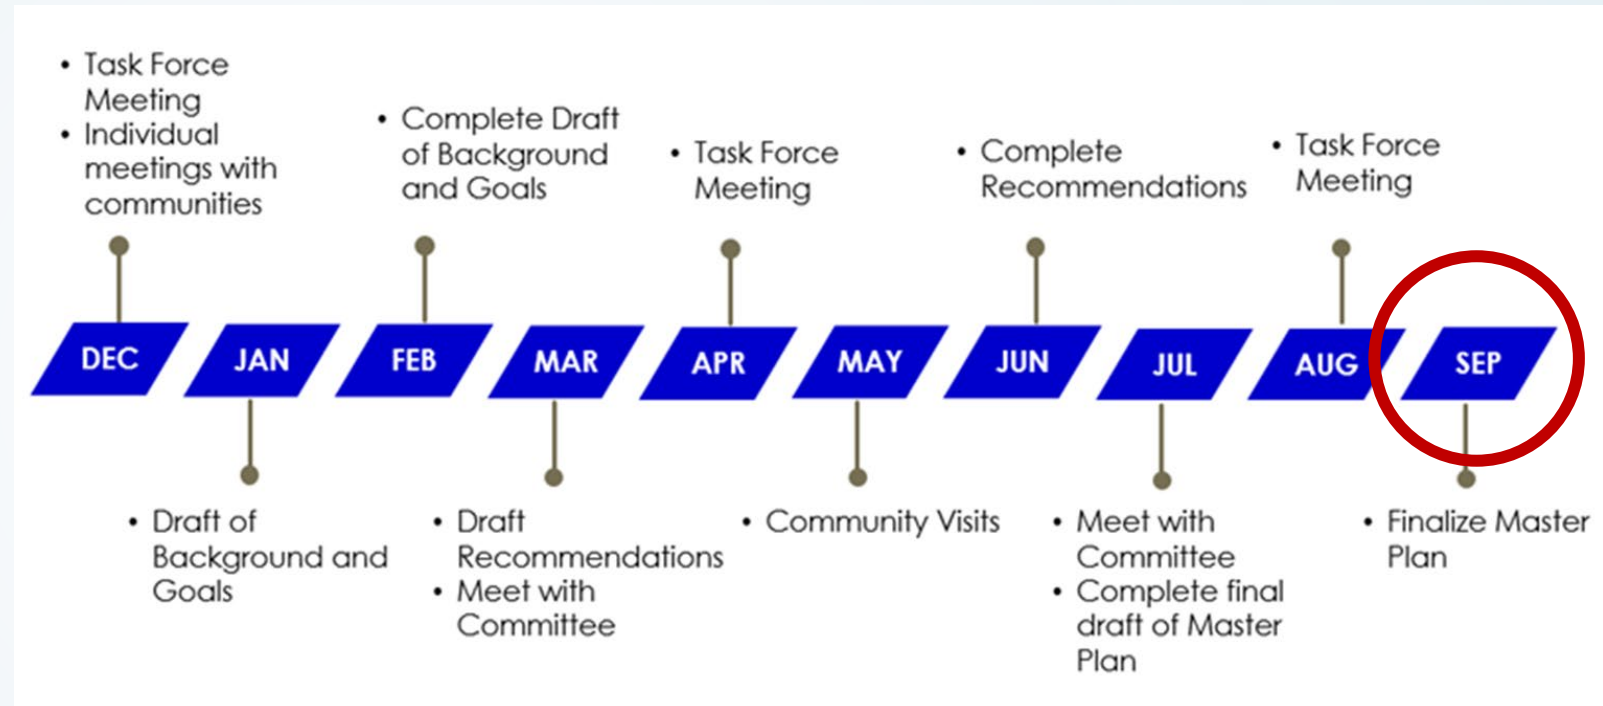 • Task Force
Meeting
• Individual
meetings with
communities
• Complete Draft
of Background
and Goals
• Task Force
Meeting
• Complete
Recommendations
• Task Force
Meeting
DEC
JAN
FEB
MAR
APR
MAY
JUN
JUL
AUG
SEP
• Draft of
Background and
Goals
• Draft
Recommendations
• Meet with
Committee
• Community Visits
• Meet with
Committee
• Complete final
draft of Master
Plan
• Finalize Master
Plan